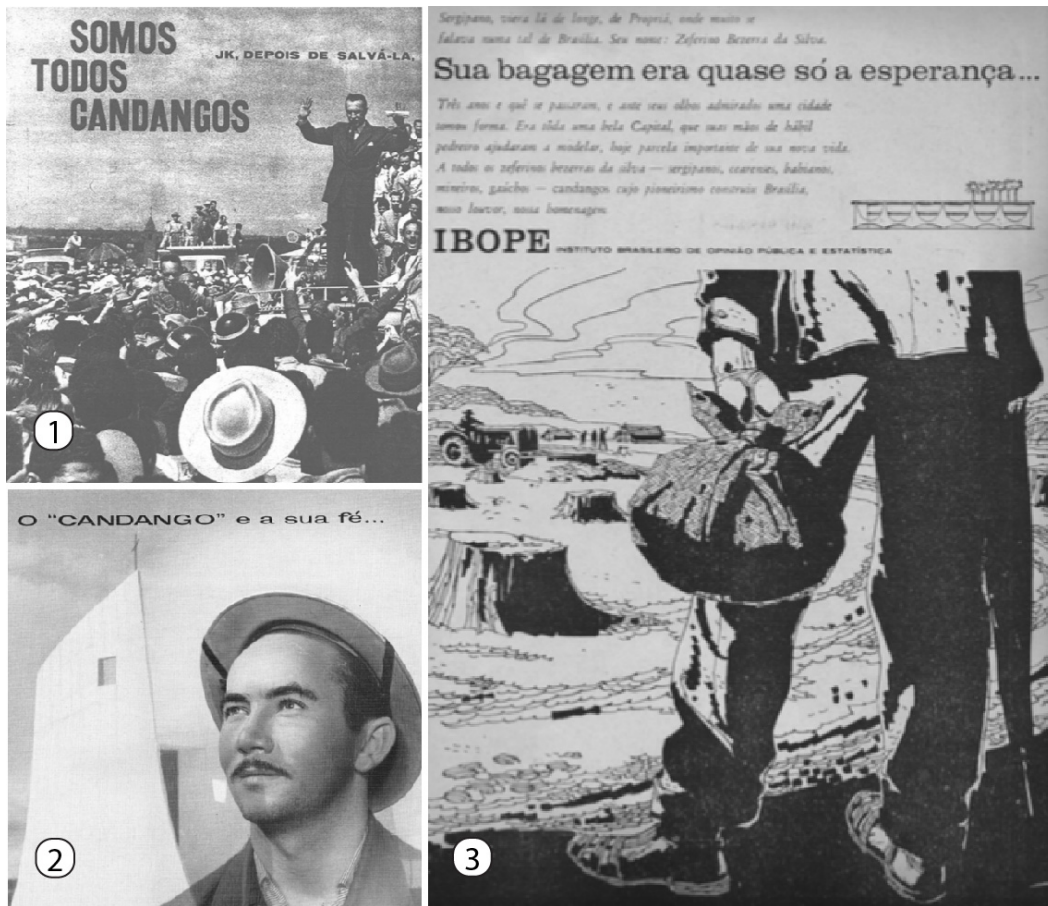 SOMOS
TODOS
CANDANGOS
JK, DEPOIS DE SALVÁ-LA,
1
O "CANDANGO" e a sua fé...
2
Sergipano, viera lá de longe, de Propriá, onde muito se
falava numa tal de Brasília. Seu nome: Zeferino Bezerra da Silva.
Sua bagagem era quase só a esperança...
Três anos e quê se passaram, e ante seus olhos admirados uma cidade
tomou forma. Era tôda uma bela Capital, que suas mãos de hábil
pedreiro ajudaram a modelar, hoje parcela importante de sua nova vida.
A todos os zeferinos bezerras da silva — sergipanos, cearenses, bahianos,
mineiros, gaúchos — candangos cujo pioneirismo construiu Brasília,
nosso louvor, nossa homenagem
IBOPE INSTITUTO BRASILEIRO DE OPINIÃO PÚBLICA E ESTATÍSTICA
3